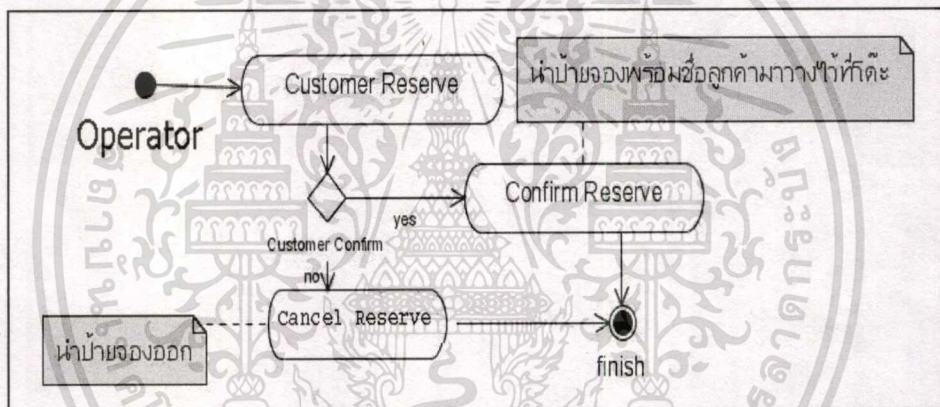 Customer Reserve
นำป้ายจองพร้อมชื่อลูกค้ามาวางไว้ที่โต๊ะ
Operator
Confirm Reserve
yes
Customer Confirm
no
Cancel Reserve
นำป้ายจองออก
finish